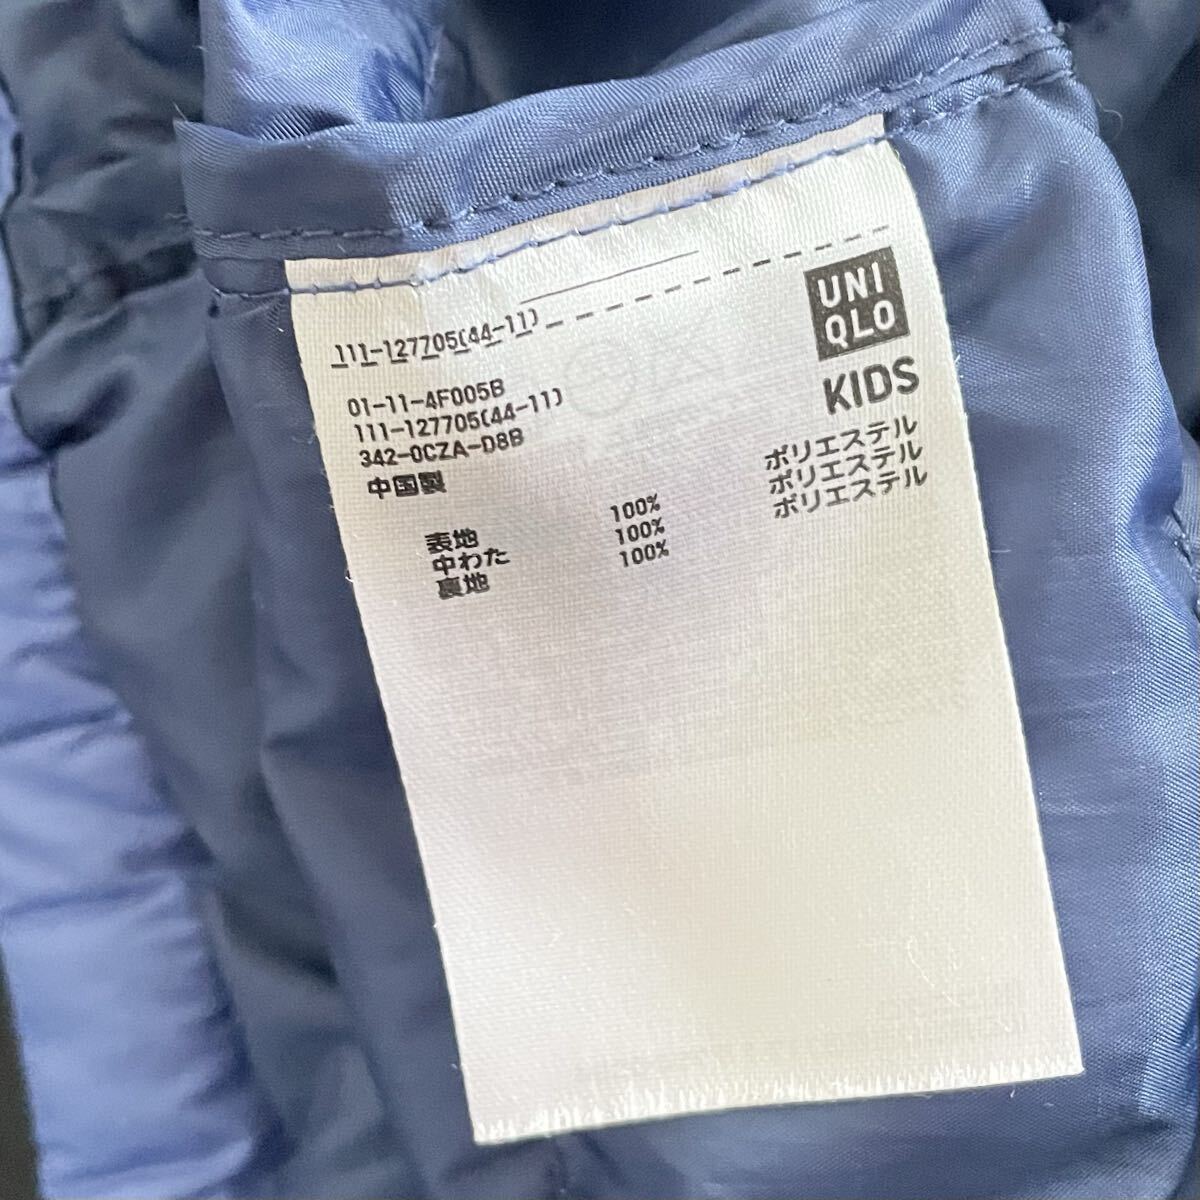 UNI
QLO
KIDS
111-127705(44-11)
01-11-4F005B
111-127705(44-11)
342-0CZA-D8B
中国製
表地 100% ポリエステル
中わた 100% ポリエステル
裏地 100% ポリエステル